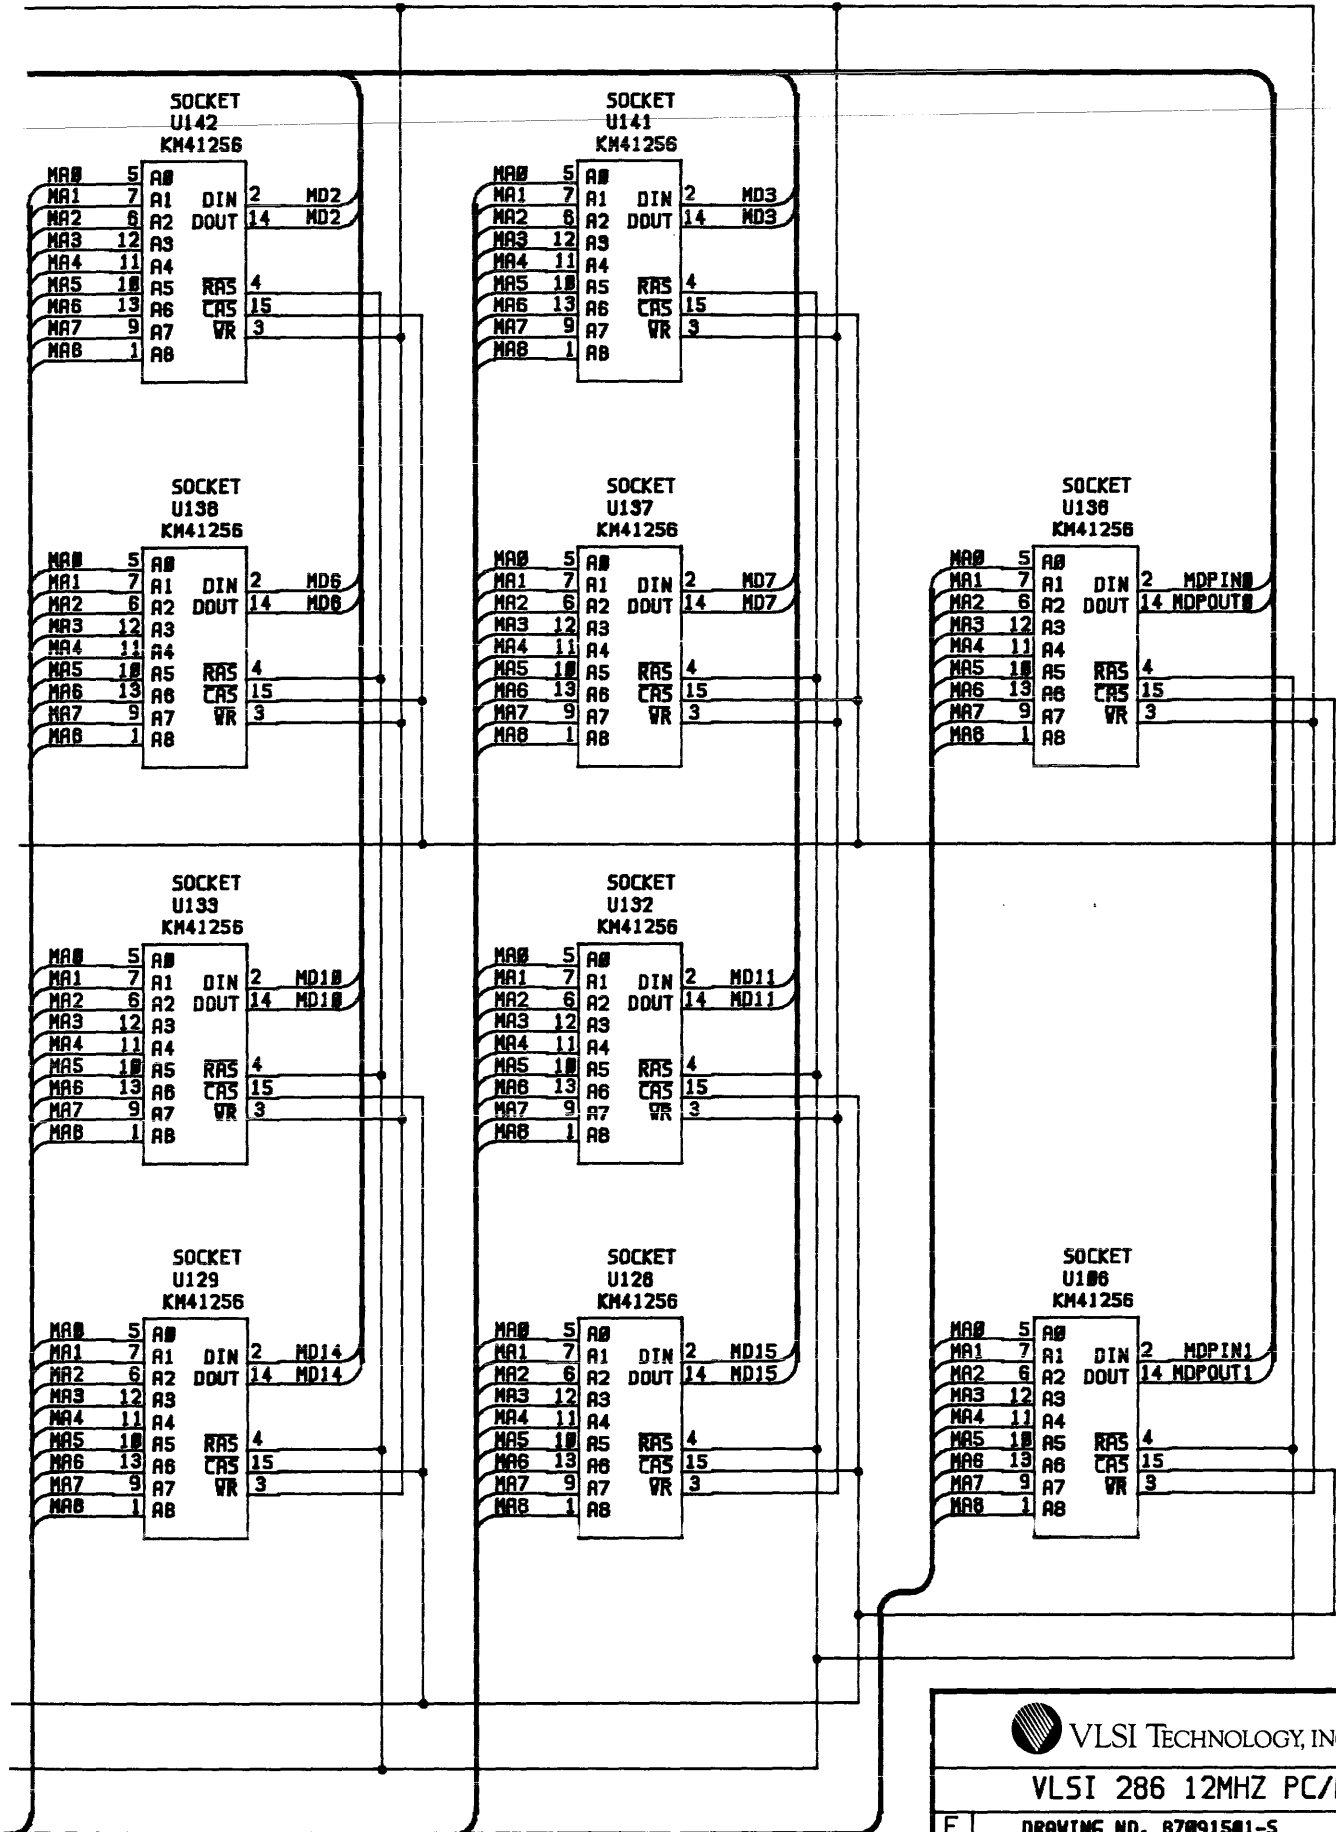 SOCKET
U142
KM41256
MA0 5 A0
MA1 7 A1 DIN 2 MD2
MA2 6 A2 DOUT 14 MD2
MA3 12 A3
MA4 11 A4
MA5 10 A5 RAS 4
MA6 13 A6 CAS 15
MA7 9 A7 WR 3
MA8 1 A8
SOCKET
U141
KM41256
MA0 5 A0
MA1 7 A1 DIN 2 MD3
MA2 6 A2 DOUT 14 MD3
MA3 12 A3
MA4 11 A4
MA5 10 A5 RAS 4
MA6 13 A6 CAS 15
MA7 9 A7 WR 3
MA8 1 A8
SOCKET
U138
KM41256
MA0 5 A0
MA1 7 A1 DIN 2 MD6
MA2 6 A2 DOUT 14 MD6
MA3 12 A3
MA4 11 A4
MA5 10 A5 RAS 4
MA6 13 A6 CAS 15
MA7 9 A7 WR 3
MA8 1 A8
SOCKET
U137
KM41256
MA0 5 A0
MA1 7 A1 DIN 2 MD7
MA2 6 A2 DOUT 14 MD7
MA3 12 A3
MA4 11 A4
MA5 10 A5 RAS 4
MA6 13 A6 CAS 15
MA7 9 A7 WR 3
MA8 1 A8
SOCKET
U136
KM41256
MA0 5 A0
MA1 7 A1 DIN 2 MDPIN0
MA2 6 A2 DOUT 14 MDPOUT0
MA3 12 A3
MA4 11 A4
MA5 10 A5 RAS 4
MA6 13 A6 CAS 15
MA7 9 A7 WR 3
MA8 1 A8
SOCKET
U133
KM41256
MA0 5 A0
MA1 7 A1 DIN 2 MD10
MA2 6 A2 DOUT 14 MD10
MA3 12 A3
MA4 11 A4
MA5 10 A5 RAS 4
MA6 13 A6 CAS 15
MA7 9 A7 WR 3
MA8 1 A8
SOCKET
U132
KM41256
MA0 5 A0
MA1 7 A1 DIN 2 MD11
MA2 6 A2 DOUT 14 MD11
MA3 12 A3
MA4 11 A4
MA5 10 A5 RAS 4
MA6 13 A6 CAS 15
MA7 9 A7 WR 3
MA8 1 A8
SOCKET
U129
KM41256
MA0 5 A0
MA1 7 A1 DIN 2 MD14
MA2 6 A2 DOUT 14 MD14
MA3 12 A3
MA4 11 A4
MA5 10 A5 RAS 4
MA6 13 A6 CAS 15
MA7 9 A7 WR 3
MA8 1 A8
SOCKET
U128
KM41256
MA0 5 A0
MA1 7 A1 DIN 2 MD15
MA2 6 A2 DOUT 14 MD15
MA3 12 A3
MA4 11 A4
MA5 10 A5 RAS 4
MA6 13 A6 CAS 15
MA7 9 A7 WR 3
MA8 1 A8
SOCKET
U106
KM41256
MA0 5 A0
MA1 7 A1 DIN 2 MDPIN1
MA2 6 A2 DOUT 14 MDPOUT1
MA3 12 A3
MA4 11 A4
MA5 10 A5 RAS 4
MA6 13 A6 CAS 15
MA7 9 A7 WR 3
MA8 1 A8
VLSI TECHNOLOGY, IN
VLSI 286 12MHZ PC/
DRAWING NO. 87091501-S